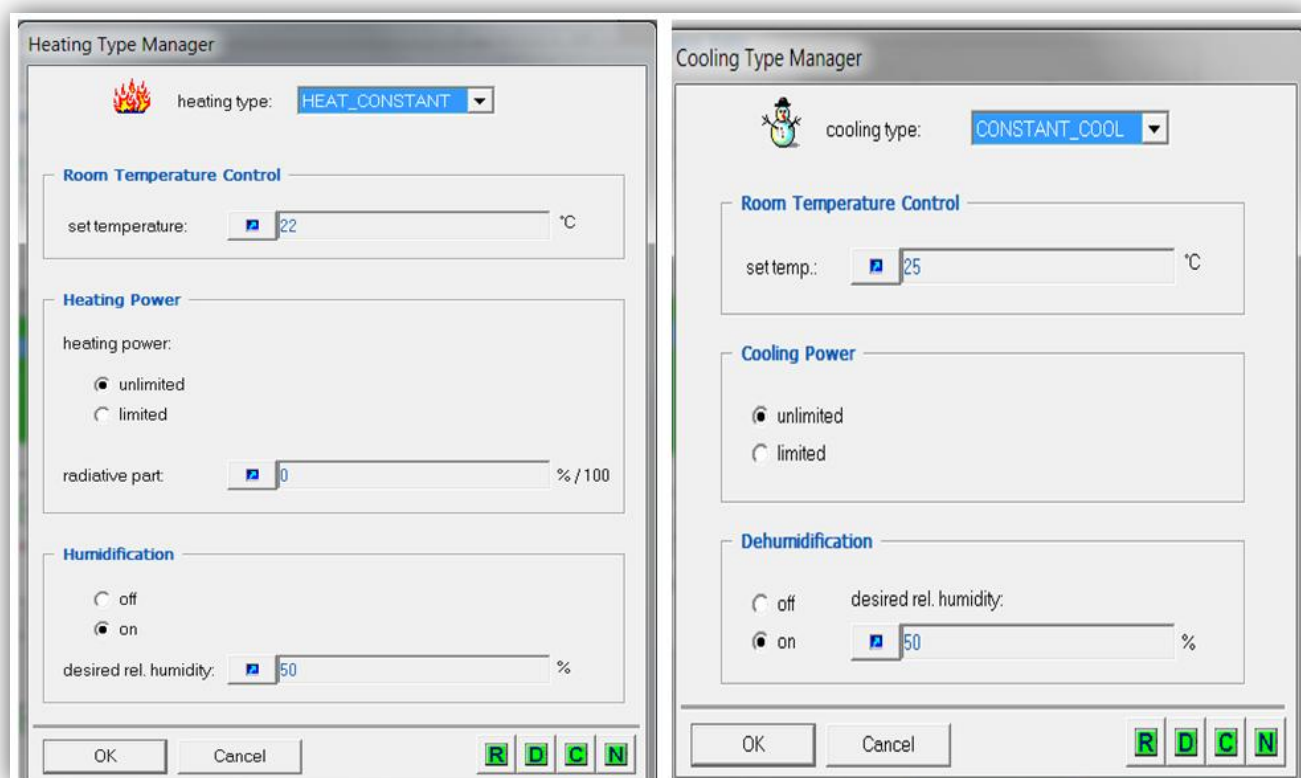 Heating Type Manager
heating type: HEAT_CONSTANT
Room Temperature Control
set temperature: 22 °C
Heating Power
heating power:
unlimited
limited
radiative part: 0 % / 100
Humidification
off
on
desired rel. humidity: 50 %
OK Cancel R D C N
Cooling Type Manager
cooling type: CONSTANT_COOL
Room Temperature Control
set temp.: 25 °C
Cooling Power
unlimited
limited
Dehumidification
off desired rel. humidity:
on 50 %
OK Cancel R D C N